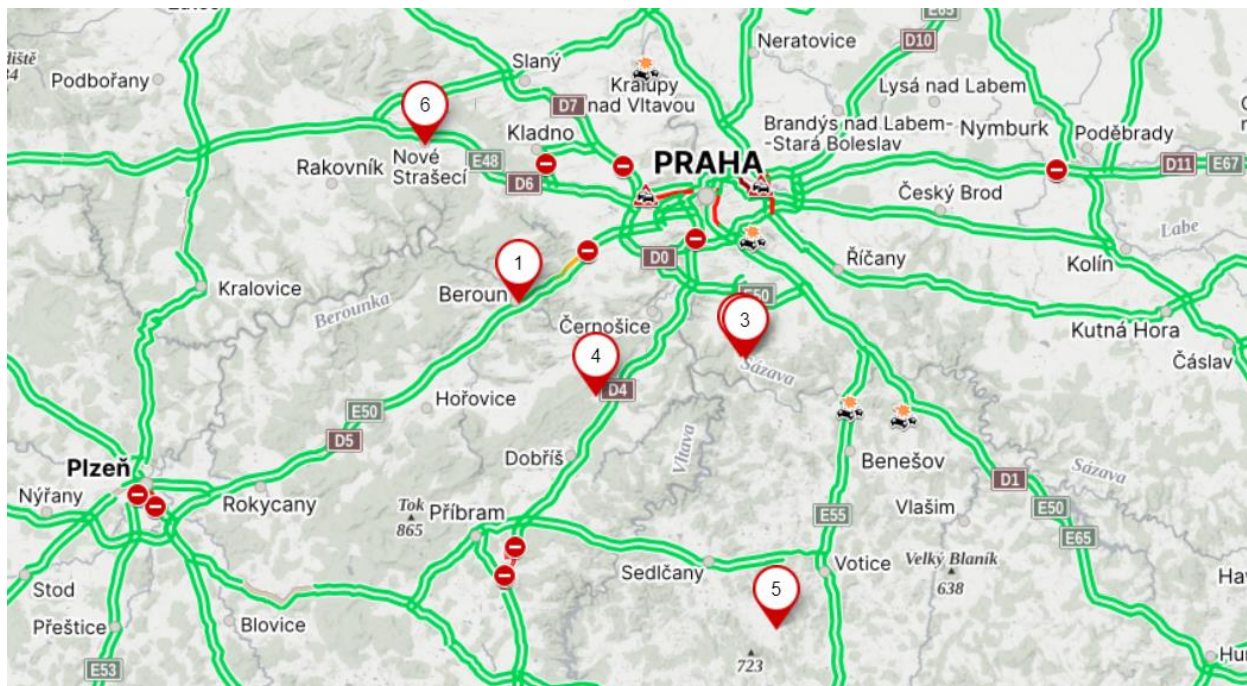 E65
D10
Neratovice
diště
Slaný
Podbořany
Kralupy
nad Vltavou
Lysá nad Labem
6
D7
Brandýs nad Labem-
-Stará Boleslav
Nymburk
Poděbrady
Kladno
PRAHA
Rakovník
Nové
Strašecí
E48
D6
D11
E67
Český Brod
Labe
1
D0
Říčany
Kolín
Kralovice
Beroun
Berounka
E50
Černošice
3
Kutná Hora
Čáslav
4
Sázava
D4
Hořovice
E50
D5
Dobříš
Vltava
Benešov
Sázava
Plzeň
D1
Nýřany
Rokycany
Tok
865
Příbram
Vlašim
E55
E50
E65
Sedlčany
Votice
Velký Blaník
638
Stod
5
Přeštice
Blovice
723
E53